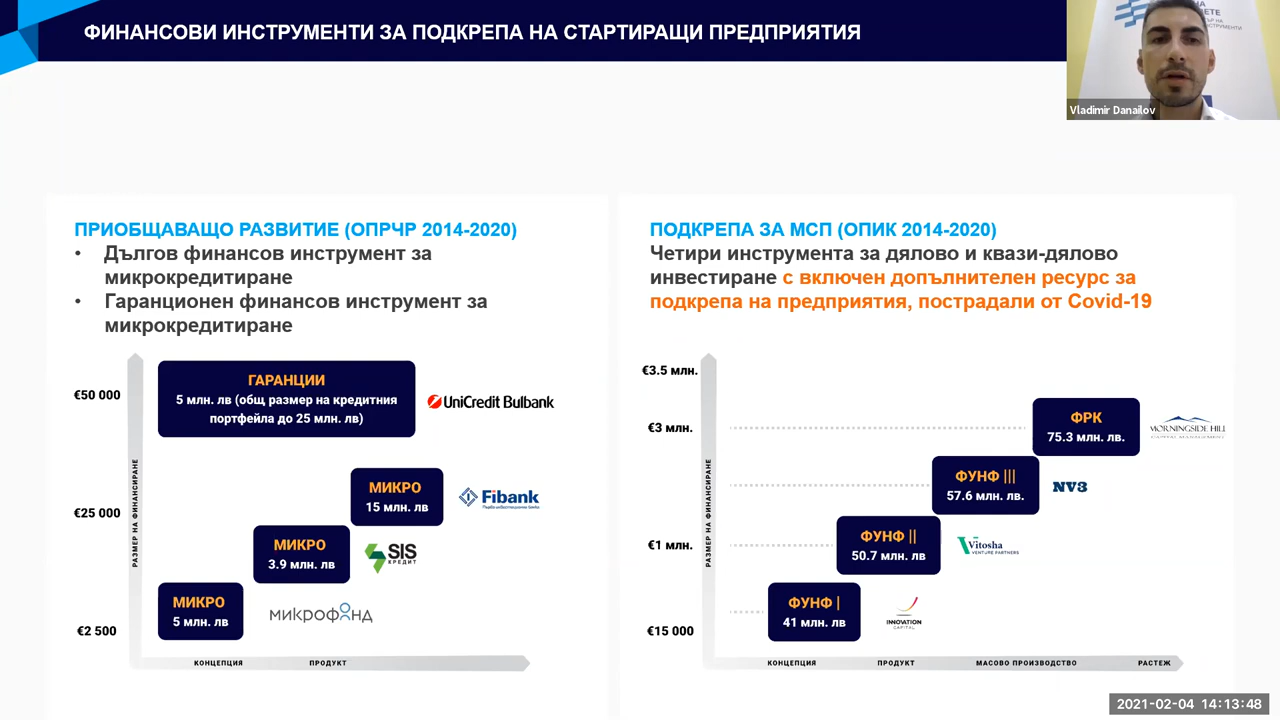 ФИНАНСОВИ ИНСТРУМЕНТИ ЗА ПОДКРЕПА НА СТАРТИРАЩИ ПРЕДПРИЯТИЯ
Vladimir Danailov
ПРИОБЩАВАЩО РАЗВИТИЕ (ОПРЧР 2014-2020)
• Дългов финансов инструмент за
микрокредитиране
• Гаранционен финансов инструмент за
микрокредитиране
€50 000
€25 000
€2 500
РАЗМЕР НА ФИНАНСИРАНЕ
ГАРАНЦИИ
5 млн. лв (общ размер на кредитния
портфейла до 25 млн. лв)
UniCredit Bulbank
МИКРО
15 млн. лв
Fibank
Първа инвестиционна банка
МИКРО
3.9 млн. лв
SIS
КРЕДИТ
МИКРО
5 млн. лв
микрофонд
КОНЦЕПЦИЯ
ПРОДУКТ
ПОДКРЕПА ЗА МСП (ОПИК 2014-2020)
Четири инструмента за дялово и квази-дялово
инвестиране с включен допълнителен ресурс за
подкрепа на предприятия, пострадали от Covid-19
€3.5 млн.
€3 млн.
€1 млн.
€15 000
РАЗМЕР НА ФИНАНСИРАНЕ
ФРК
75.3 млн. лв.
MORNINGSIDE HILL
CAPITAL MANAGEMENT
ФУНФ |||
57.6 млн. лв.
NV3
ФУНФ ||
50.7 млн. лв
Vitosha
VENTURE PARTNERS
ФУНФ |
41 млн. лв
INNOVATION
CAPITAL
КОНЦЕПЦИЯ
ПРОДУКТ
МАСОВО ПРОИЗВОДСТВО
РАСТЕЖ
2021-02-04 14:13:48